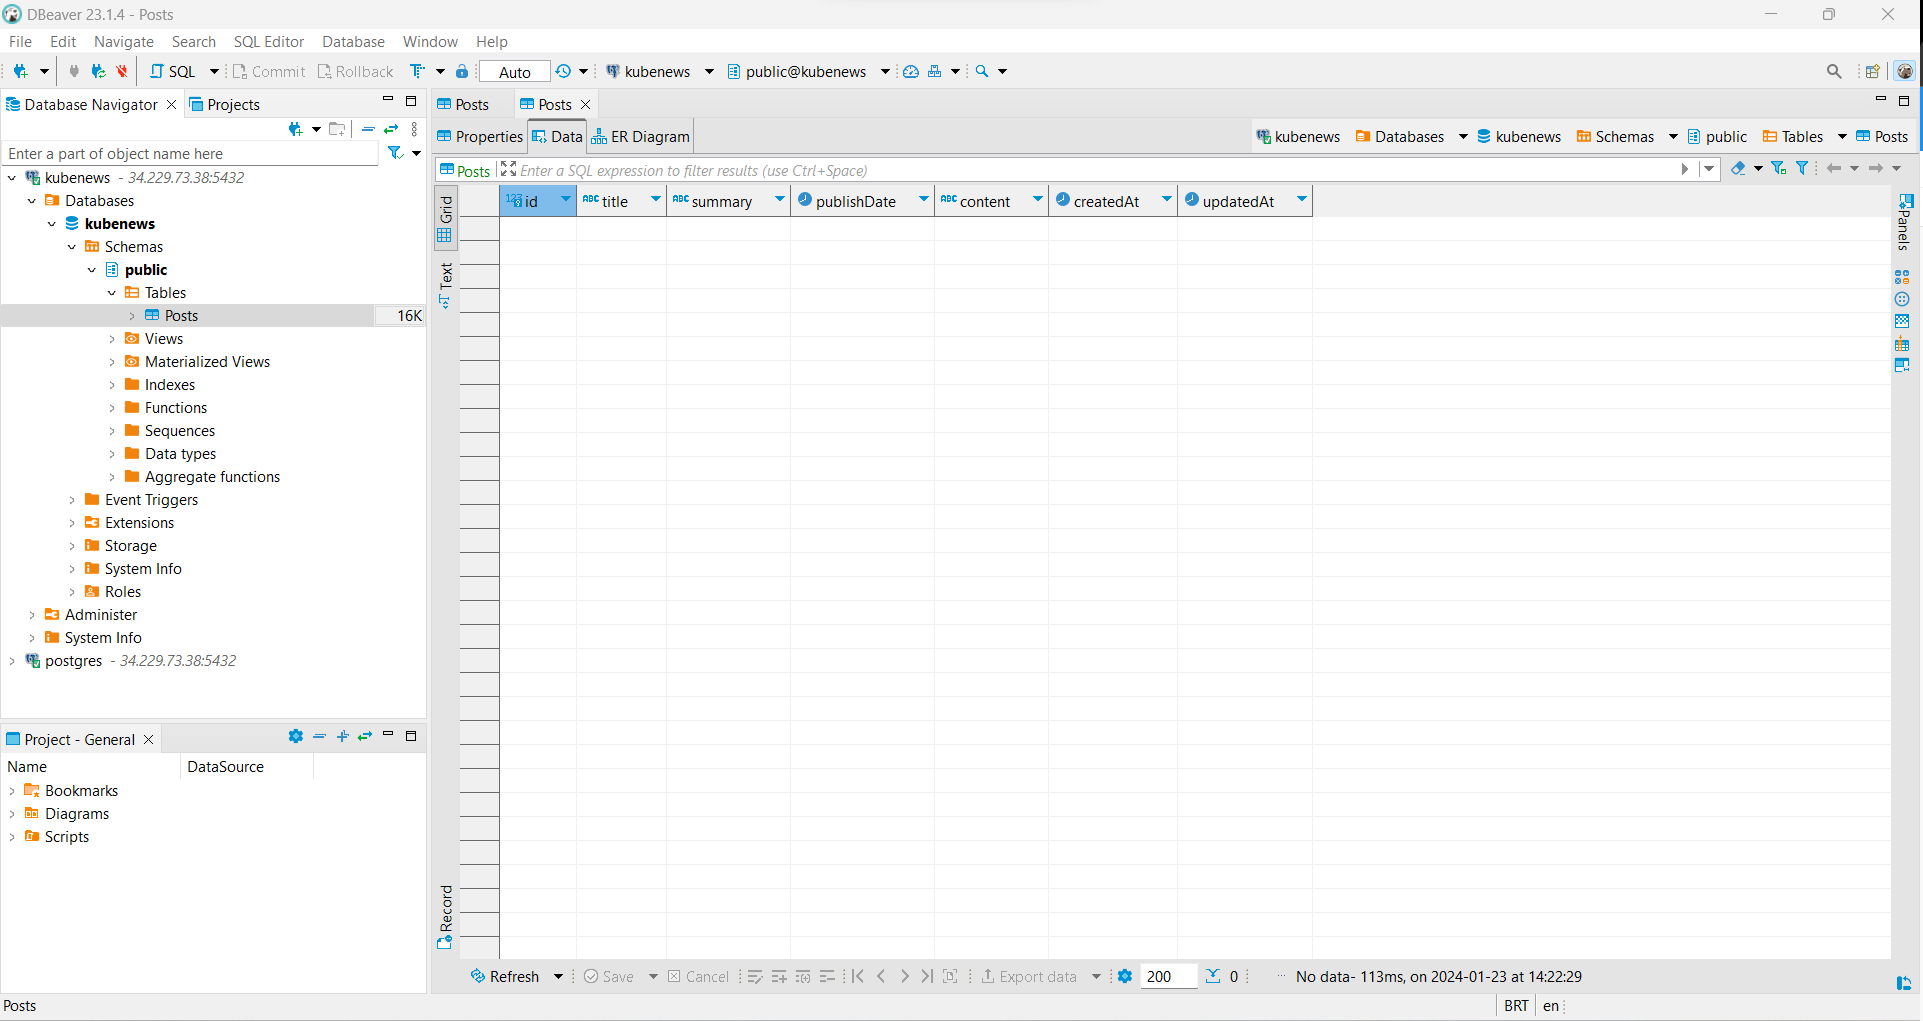 DBeaver 23.1.4 - Posts
File Edit Navigate Search SQL Editor Database Window Help
SQL Commit Rollback Auto kubenews public@kubenews
Database Navigator Projects
Enter a part of object name here
kubenews - 34.229.73.38:5432
Databases
kubenews
Schemas
public
Tables
Posts 16K
Views
Materialized Views
Indexes
Functions
Sequences
Data types
Aggregate functions
Event Triggers
Extensions
Storage
System Info
Roles
Administer
System Info
postgres - 34.229.73.38:5432
Project - General
Name DataSource
Bookmarks
Diagrams
Scripts
Posts Posts
Properties Data ER Diagram kubenews Databases kubenews Schemas public Tables Posts
Posts Enter a SQL expression to filter results (use Ctrl+Space)
Grid
Text
Record
123 id ABC title ABC summary publishDate ABC content createdAt updatedAt
Panels
Refresh Save Cancel Export data 200 0 No data- 113ms, on 2024-01-23 at 14:22:29
Posts BRT en